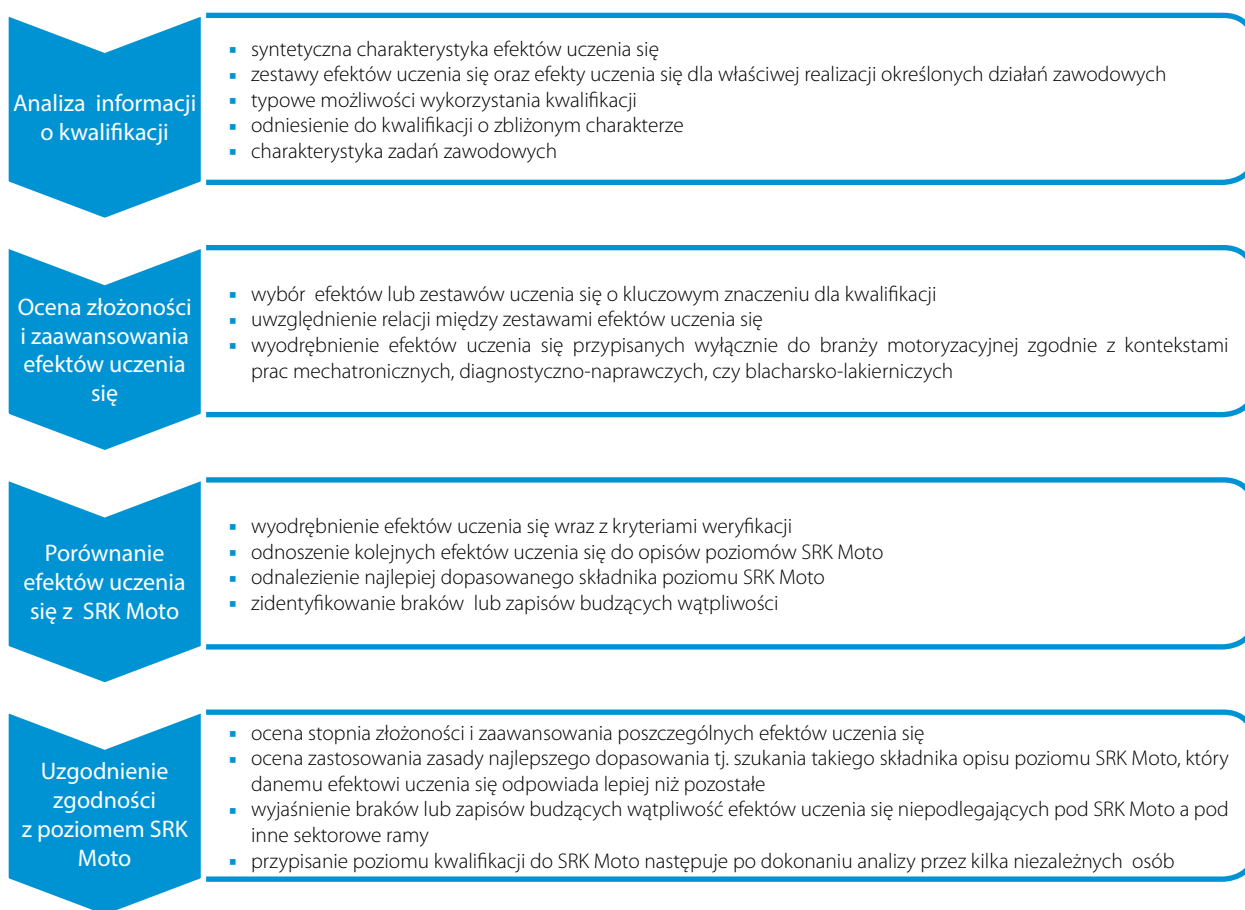 Analiza informacji
o kwalifikacji
▪ syntetyczna charakterystyka efektów uczenia się
▪ zestawy efektów uczenia się oraz efekty uczenia się dla właściwej realizacji określonych działań zawodowych
▪ typowe możliwości wykorzystania kwalifikacji
▪ odniesienie do kwalifikacji o zbliżonym charakterze
▪ charakterystyka zadań zawodowych
Ocena złożoności
i zaawansowania
efektów uczenia
się
▪ wybór efektów lub zestawów uczenia się o kluczowym znaczeniu dla kwalifikacji
▪ uwzględnienie relacji między zestawami efektów uczenia się
▪ wyodrębnienie efektów uczenia się przypisanych wyłącznie do branży motoryzacyjnej zgodnie z kontekstami
prac mechatronicznych, diagnostyczno-naprawczych, czy blacharsko-lakierniczych
Porównanie
efektów uczenia
się z SRK Moto
▪ wyodrębnienie efektów uczenia się wraz z kryteriami weryfikacji
▪ odnoszenie kolejnych efektów uczenia się do opisów poziomów SRK Moto
▪ odnalezienie najlepiej dopasowanego składnika poziomu SRK Moto
▪ zidentyfikowanie braków lub zapisów budzących wątpliwości
Uzgodnienie
zgodności
z poziomem SRK
Moto
▪ ocena stopnia złożoności i zaawansowania poszczególnych efektów uczenia się
▪ ocena zastosowania zasady najlepszego dopasowania tj. szukania takiego składnika opisu poziomu SRK Moto, który
danemu efektowi uczenia się odpowiada lepiej niż pozostałe
▪ wyjaśnienie braków lub zapisów budzących wątpliwość efektów uczenia się niepodlegających pod SRK Moto a pod
inne sektorowe ramy
▪ przypisanie poziomu kwalifikacji do SRK Moto następuje po dokonaniu analizy przez kilka niezależnych osób